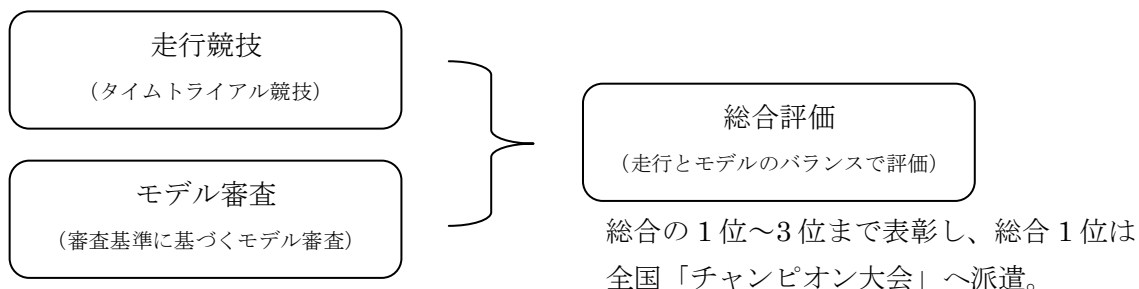 走行競技
（タイムトライアル競技）
モデル審査
（審査基準に基づくモデル審査）
総合評価
（走行とモデルのバランスで評価）
総合の１位～3位まで表彰し、総合１位は
全国「チャンピオン大会」へ派遣。